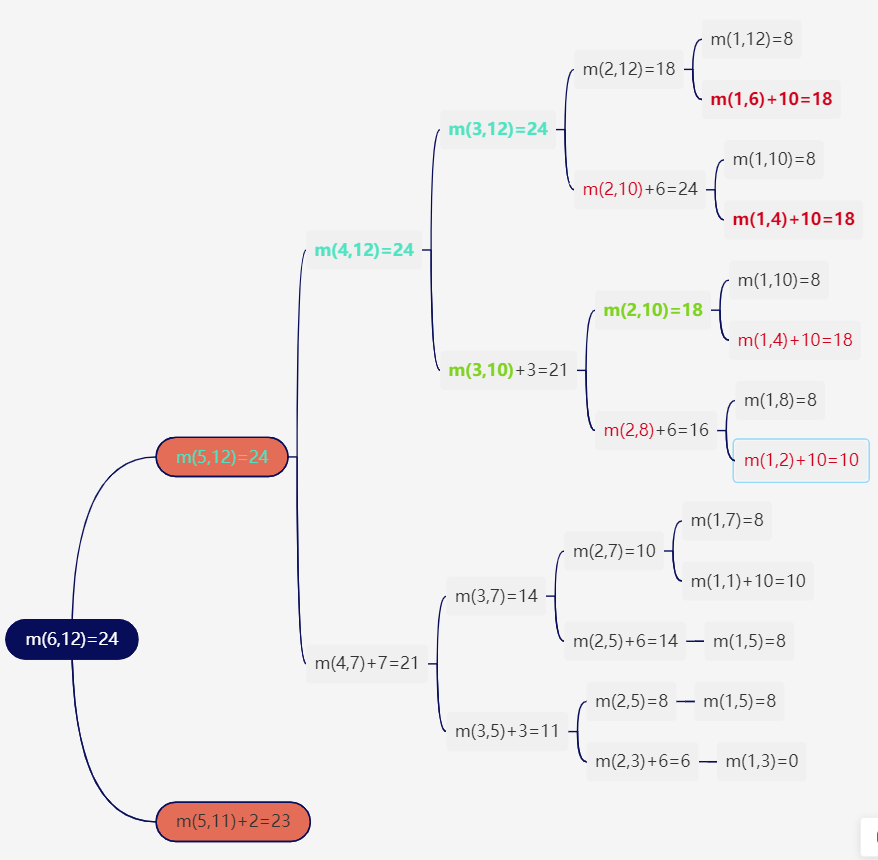 m(1,12)=8
m(2,12)=18
m(1,6)+10=18
m(3,12)=24
m(1,10)=8
m(2,10)+6=24
m(1,4)+10=18
m(4,12)=24
m(1,10)=8
m(2,10)=18
m(1,4)+10=18
m(3,10)+3=21
m(1,8)=8
m(2,8)+6=16
m(1,2)+10=10
m(5,12)=24
m(1,7)=8
m(2,7)=10
m(1,1)+10=10
m(3,7)=14
m(2,5)+6=14
m(1,5)=8
m(6,12)=24
m(4,7)+7=21
m(2,5)=8
m(1,5)=8
m(3,5)+3=11
m(2,3)+6=6
m(1,3)=0
m(5,11)+2=23